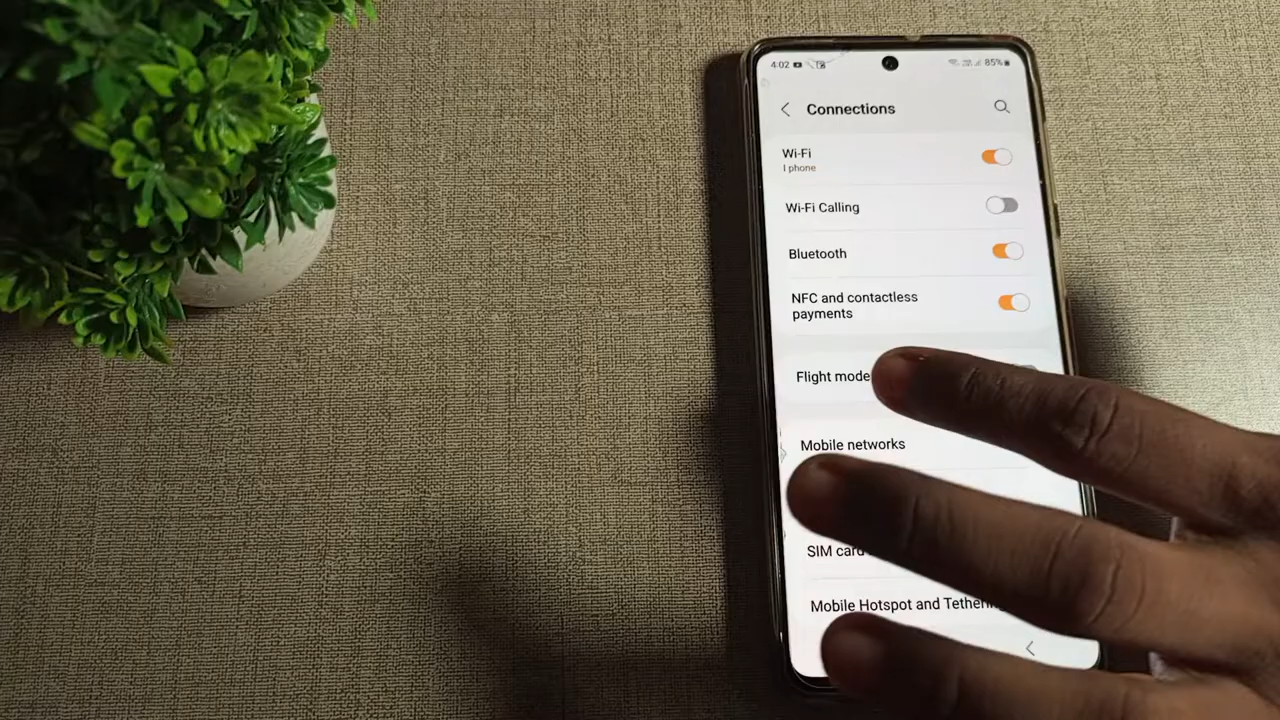 4:02 85%
Connections
Wi-Fi
I phone
Wi-Fi Calling
Bluetooth
NFC and contactless
payments
Flight mode
Mobile networks
SIM card
Mobile Hotspot and Tethering